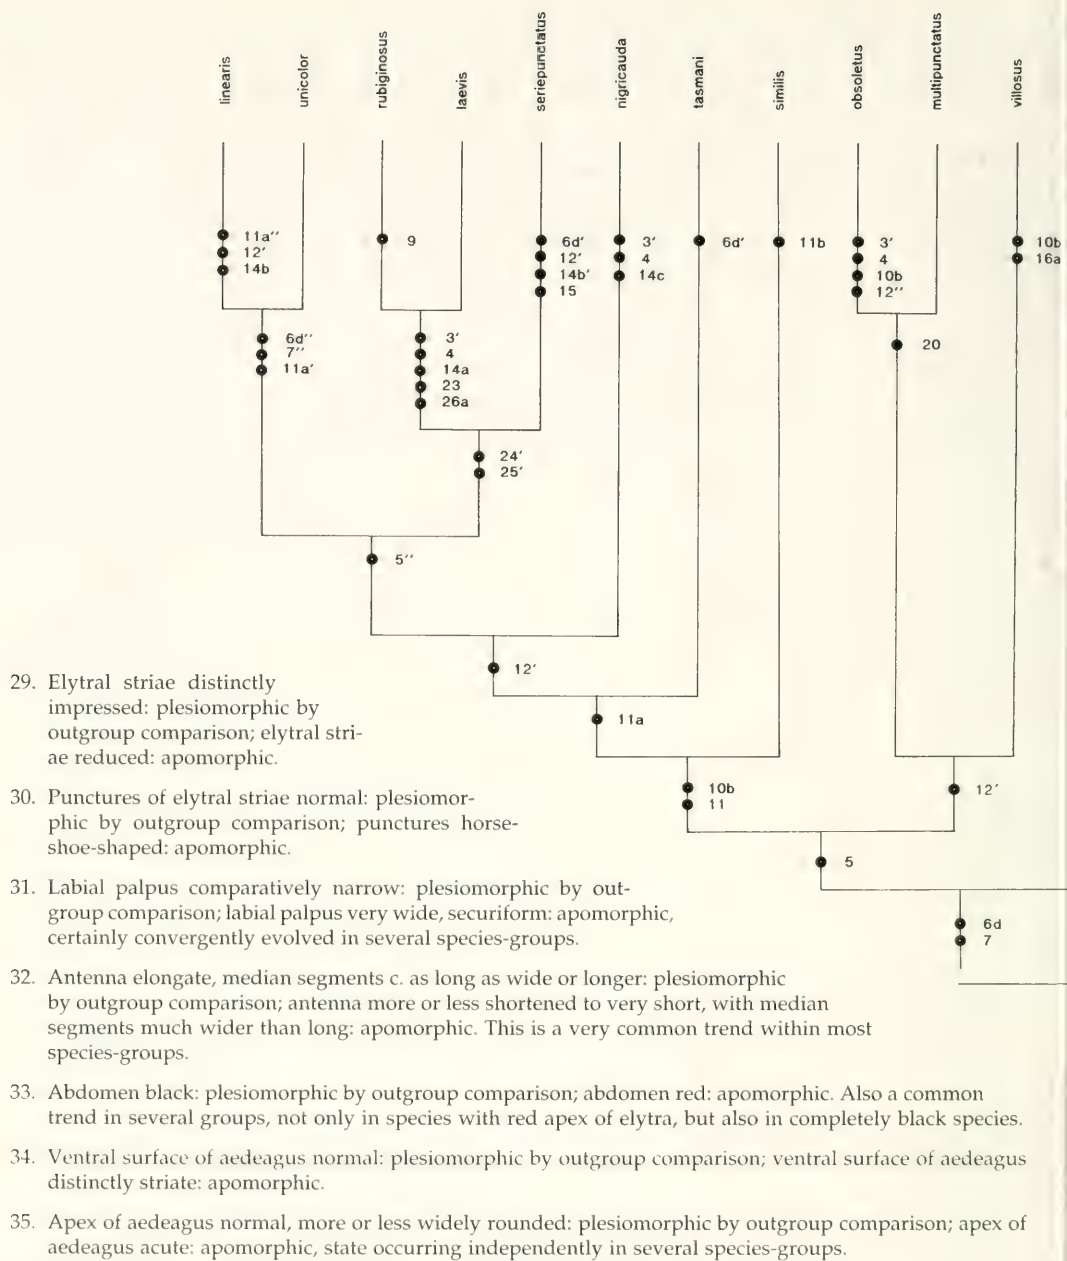 linearis
unicolor
rubiginosus
laevis
seriepunctatus
nigricauda
tasmani
similis
obsoletus
multipunctatus
villosus
11a''
12'
14b
9
6d'
12'
14b'
15
3'
4
14c
6d'
11b
3'
4
10b
12''
10b
16a
6d''
7''
11a'
3'
4
14a
23
26a
20
24'
25'
5''
12'
11a
10b
11
12'
5
6d
7
29. Elytral striae distinctly
impressed: plesiomorphic by
outgroup comparison; elytral stri-
ae reduced: apomorphic.
30. Punctures of elytral striae normal: plesiomor-
phic by outgroup comparison; punctures horse-
shoe-shaped: apomorphic.
31. Labial palpus comparatively narrow: plesiomorphic by out-
group comparison; labial palpus very wide, securiform: apomorphic,
certainly convergently evolved in several species-groups.
32. Antenna elongate, median segments c. as long as wide or longer: plesiomorphic
by outgroup comparison; antenna more or less shortened to very short, with median
segments much wider than long: apomorphic. This is a very common trend within most
species-groups.
33. Abdomen black: plesiomorphic by outgroup comparison; abdomen red: apomorphic. Also a common
trend in several groups, not only in species with red apex of elytra, but also in completely black species.
34. Ventral surface of aedeagus normal: plesiomorphic by outgroup comparison; ventral surface of aedeagus
distinctly striate: apomorphic.
35. Apex of aedeagus normal, more or less widely rounded: plesiomorphic by outgroup comparison; apex of
aedeagus acute: apomorphic, state occurring independently in several species-groups.